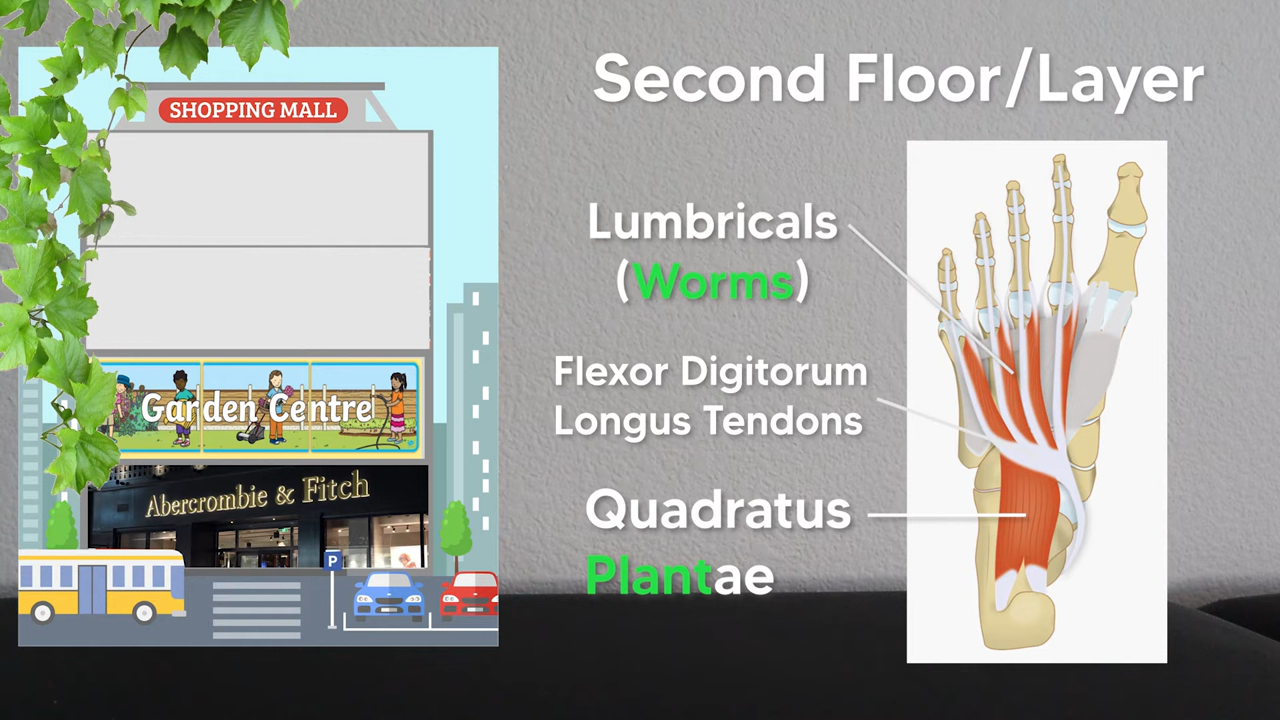 SHOPPING MALL
Garden Centre
Abercrombie & Fitch
P
Second Floor/Layer
Lumbricals
(Worms)
Flexor Digitorum
Longus Tendons
Quadratus
Plantae